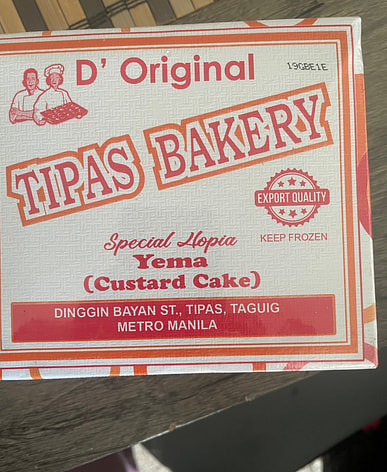 D' Original
19GBE1E
TIPAS BAKERY
EXPORT QUALITY
KEEP FROZEN
Special Hopia
Yema
(Custard Cake)
DINGGIN BAYAN ST., TIPAS, TAGUIG
METRO MANILA